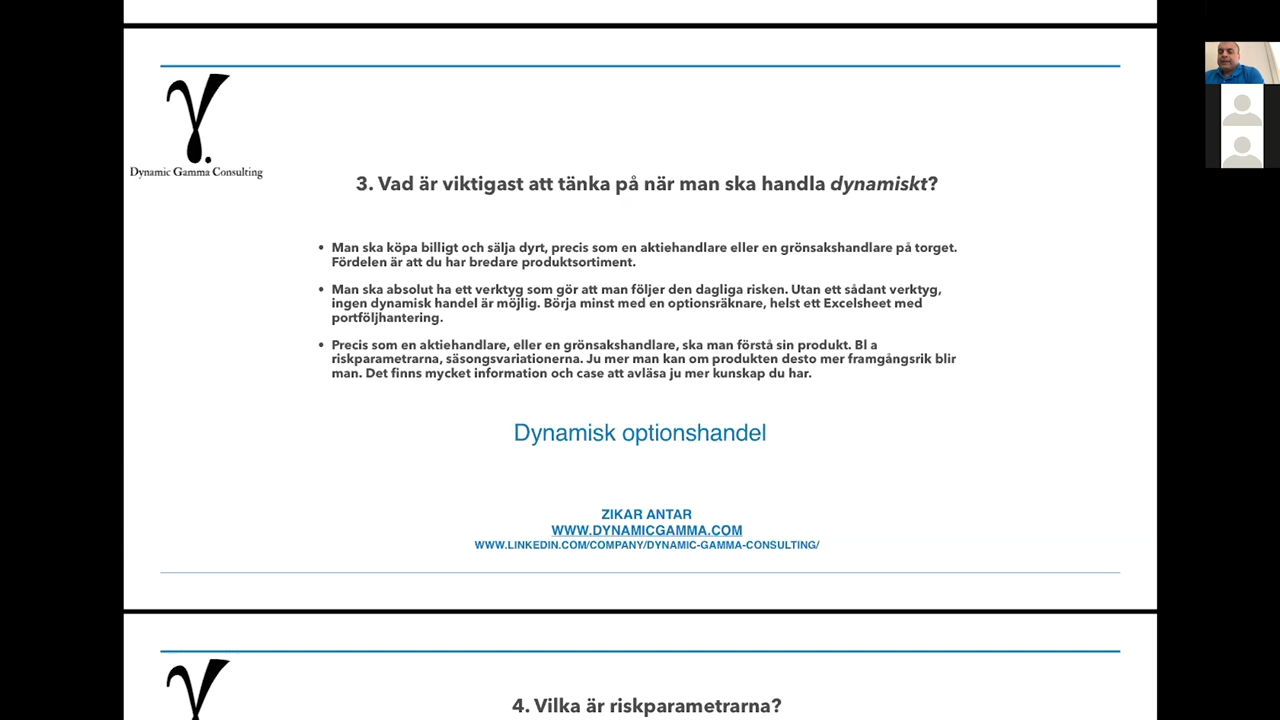 Dynamic Gamma Consulting
3. Vad är viktigast att tänka på när man ska handla dynamiskt?
• Man ska köpa billigt och sälja dyrt, precis som en aktiehandlare eller en grönsakshandlare på torget.
Fördelen är att du har bredare produktsortiment.
• Man ska absolut ha ett verktyg som gör att man följer den dagliga risken. Utan ett sådant verktyg,
ingen dynamisk handel är möjlig. Börja minst med en optionsräknare, helst ett Excelsheet med
portföljhantering.
• Precis som en aktiehandlare, eller en grönsakshandlare, ska man förstå sin produkt. Bl a
riskparametrarna, säsongsvariationerna. Ju mer man kan om produkten desto mer framgångsrik blir
man. Det finns mycket information och case att avläsa ju mer kunskap du har.
Dynamisk optionshandel
ZIKAR ANTAR
WWW.DYNAMICGAMMA.COM
WWW.LINKEDIN.COM/COMPANY/DYNAMIC-GAMMA-CONSULTING/
4. Vilka är riskparametrarna?